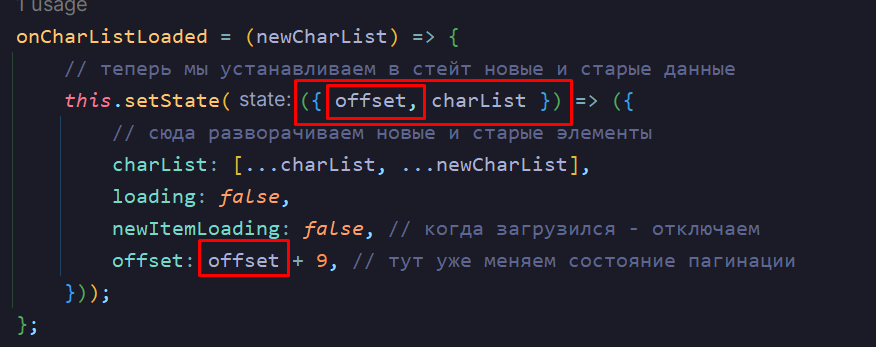 1 usage
onCharListLoaded = (newCharList) => {
// теперь мы устанавливаем в стейт новые и старые данные
this.setState( state: ({ offset, charList }) => ({
// сюда разворачиваем новые и старые элементы
charList: [...charList, ...newCharList],
loading: false,
newItemLoading: false, // когда загрузился - отключаем
offset: offset + 9, // тут уже меняем состояние пагинации
}));
};